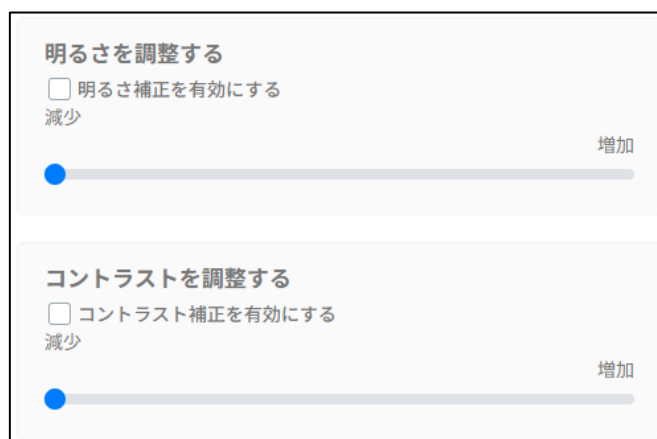 明るさを調整する
明るさ補正を有効にする
減少
増加
コントラストを調整する
コントラスト補正を有効にする
減少
増加